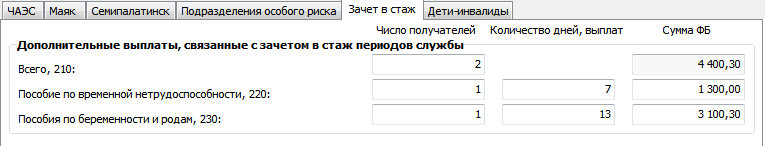 ЧАЭС Маяк Семипалатинск Подразделения особого риска Зачет в стаж Дети-инвалиды
Число получателей Количество дней, выплат Сумма ФБ
Дополнительные выплаты, связанные с зачетом в стаж периодов службы
Всего, 210: 2 4 400,30
Пособие по временной нетрудоспособности, 220: 1 7 1 300,00
Пособия по беременности и родам, 230: 1 13 3 100,30